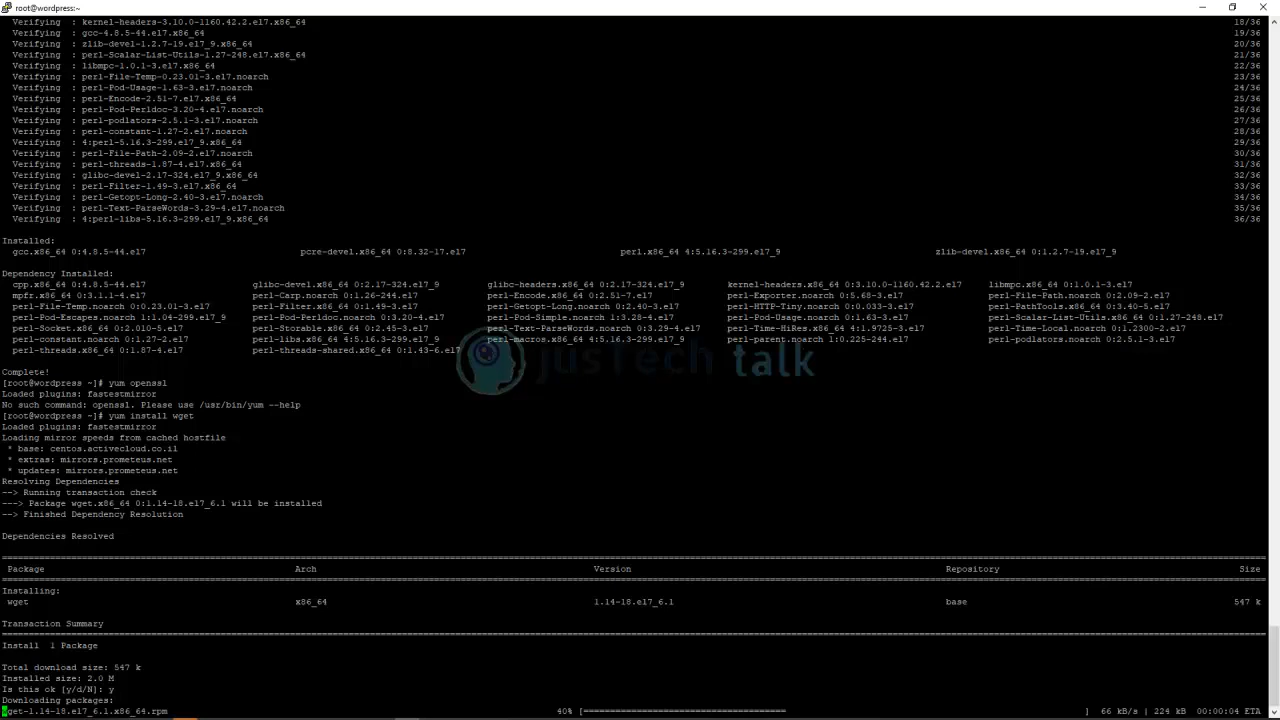 root@wordpress:~
Verifying  : kernel-headers-3.10.0-1160.42.2.el7.x86_64 18/36
Verifying  : gcc-4.8.5-44.el7.x86_64 19/36
Verifying  : zlib-devel-1.2.7-19.el7_9.x86_64 20/36
Verifying  : perl-Scalar-List-Utils-1.27-248.el7.x86_64 21/36
Verifying  : libmpc-1.0.1-3.el7.x86_64 22/36
Verifying  : perl-File-Temp-0.23.01-3.el7.noarch 23/36
Verifying  : perl-Pod-Usage-1.63-3.el7.noarch 24/36
Verifying  : perl-Encode-2.51-7.el7.x86_64 25/36
Verifying  : perl-Pod-Perldoc-3.20-4.el7.noarch 26/36
Verifying  : perl-podlators-2.5.1-3.el7.noarch 27/36
Verifying  : perl-constant-1.27-2.el7.noarch 28/36
Verifying  : 4:perl-5.16.3-299.el7_9.x86_64 29/36
Verifying  : perl-File-Path-2.09-2.el7.noarch 30/36
Verifying  : perl-threads-1.87-4.el7.x86_64 31/36
Verifying  : glibc-devel-2.17-324.el7_9.x86_64 32/36
Verifying  : perl-Filter-1.49-3.el7.x86_64 33/36
Verifying  : perl-Getopt-Long-2.40-3.el7.noarch 34/36
Verifying  : perl-Text-ParseWords-3.29-4.el7.noarch 35/36
Verifying  : 4:perl-libs-5.16.3-299.el7_9.x86_64 36/36
Installed:
gcc.x86_64 0:4.8.5-44.el7 pcre-devel.x86_64 0:8.32-17.el7 perl.x86_64 4:5.16.3-299.el7_9 zlib-devel.x86_64 0:1.2.7-19.el7_9
Dependency Installed:
cpp.x86_64 0:4.8.5-44.el7 glibc-devel.x86_64 0:2.17-324.el7_9 glibc-headers.x86_64 0:2.17-324.el7_9 kernel-headers.x86_64 0:3.10.0-1160.42.2.el7 libmpc.x86_64 0:1.0.1-3.el7
mpfr.x86_64 0:3.1.1-4.el7 perl-Carp.noarch 0:1.26-244.el7 perl-Encode.x86_64 0:2.51-7.el7 perl-Exporter.noarch 0:5.68-3.el7 perl-File-Path.noarch 0:2.09-2.el7
perl-File-Temp.noarch 0:0.23.01-3.el7 perl-Filter.x86_64 0:1.49-3.el7 perl-Getopt-Long.noarch 0:2.40-3.el7 perl-HTTP-Tiny.noarch 0:0.033-3.el7 perl-PathTools.x86_64 0:3.40-5.el7
perl-Pod-Escapes.noarch 1:1.04-299.el7_9 perl-Pod-Perldoc.noarch 0:3.20-4.el7 perl-Pod-Simple.noarch 1:3.28-4.el7 perl-Pod-Usage.noarch 0:1.63-3.el7 perl-Scalar-List-Utils.x86_64 0:1.27-248.el7
perl-Socket.x86_64 0:2.010-5.el7 perl-Storable.x86_64 0:2.45-3.el7 perl-Text-ParseWords.noarch 0:3.29-4.el7 perl-Time-HiRes.x86_64 4:1.9725-3.el7 perl-Time-Local.noarch 0:1.2300-2.el7
perl-constant.noarch 0:1.27-2.el7 perl-libs.x86_64 4:5.16.3-299.el7_9 perl-macros.x86_64 4:5.16.3-299.el7_9 perl-parent.noarch 1:0.225-244.el7 perl-podlators.noarch 0:2.5.1-3.el7
perl-threads.x86_64 0:1.87-4.el7 perl-threads-shared.x86_64 0:1.43-6.el7
jusTech talk
Complete!
[root@wordpress ~]# yum openssl
Loaded plugins: fastestmirror
No such command: openssl. Please use /usr/bin/yum --help
[root@wordpress ~]# yum install wget
Loaded plugins: fastestmirror
Loading mirror speeds from cached hostfile
* base: centos.activecloud.co.il
* extras: mirrors.prometeus.net
* updates: mirrors.prometeus.net
Resolving Dependencies
--> Running transaction check
---> Package wget.x86_64 0:1.14-18.el7_6.1 will be installed
--> Finished Dependency Resolution
Dependencies Resolved
Package Arch Version Repository Size
Installing:
wget x86_64 1.14-18.el7_6.1 base 547 k
Transaction Summary
Install  1 Package
Total download size: 547 k
Installed size: 2.0 M
Is this ok [y/d/N]: y
Downloading packages:
wget-1.14-18.el7_6.1.x86_64.rpm 40% [====================================== ] 66 kB/s | 224 kB 00:00:04 ETA